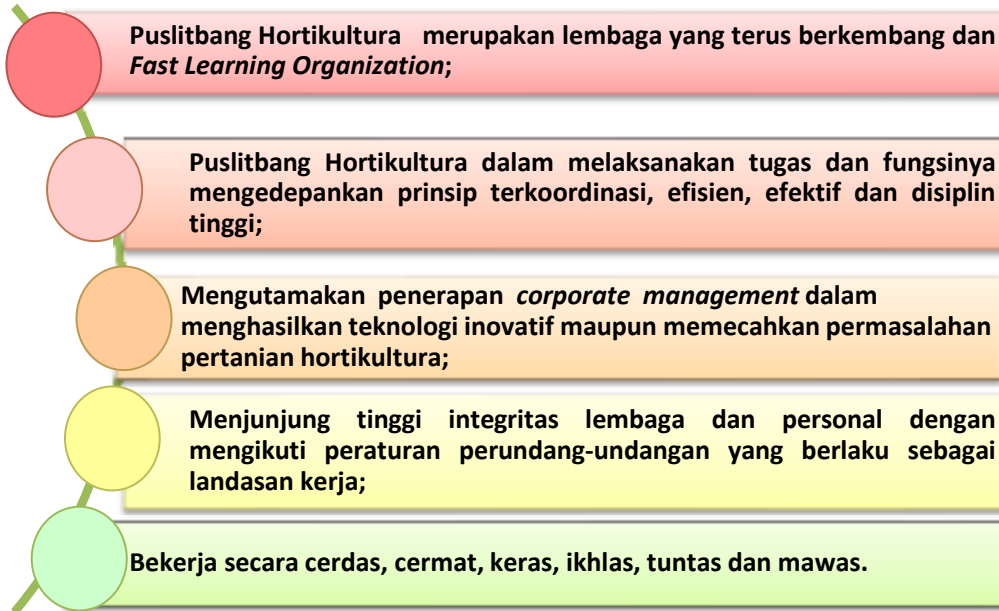 Puslitbang Hortikultura merupakan lembaga yang terus berkembang dan
Fast Learning Organization;
Puslitbang Hortikultura dalam melaksanakan tugas dan fungsinya
mengedepankan prinsip terkoordinasi, efisien, efektif dan disiplin
tinggi;
Mengutamakan penerapan corporate management dalam
menghasilkan teknologi inovatif maupun memecahkan permasalahan
pertanian hortikultura;
Menjunjung tinggi integritas lembaga dan personal dengan
mengikuti peraturan perundang-undangan yang berlaku sebagai
landasan kerja;
Bekerja secara cerdas, cermat, keras, ikhlas, tuntas dan mawas.